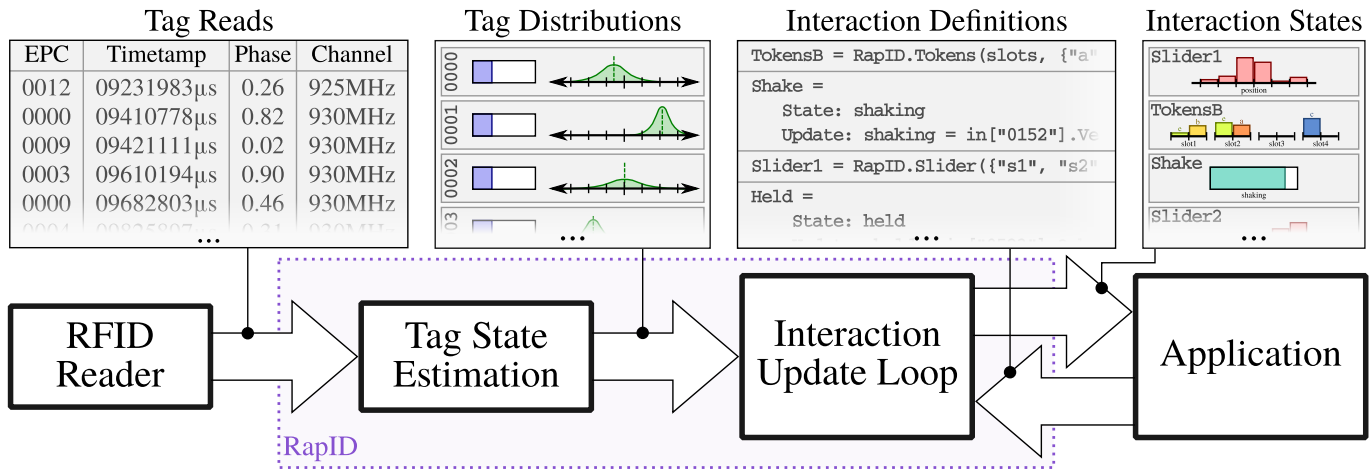 Tag Reads
EPC Timestamp Phase Channel
0012 09231983μs 0.26 925MHz
0000 09410778μs 0.82 930MHz
0009 09421111μs 0.02 930MHz
0003 09610194μs 0.90 930MHz
0000 09682803μs 0.46 930MHz
...
Tag Distributions
0000
0001
0002
03
...
Interaction Definitions
TokensB = RapID.Tokens(slots, {"a"
Shake =
State: shaking
Update: shaking = in["0152"].Ve
Slider1 = RapID.Slider({"s1", "s2"
Held =
State: held
...
Interaction States
Slider1
position
TokensB
e b e a c
slot1 slot2 slot3 slot4
Shake
shaking
Slider2
...
RFID
Reader
Tag State
Estimation
Interaction
Update Loop
Application
RapID